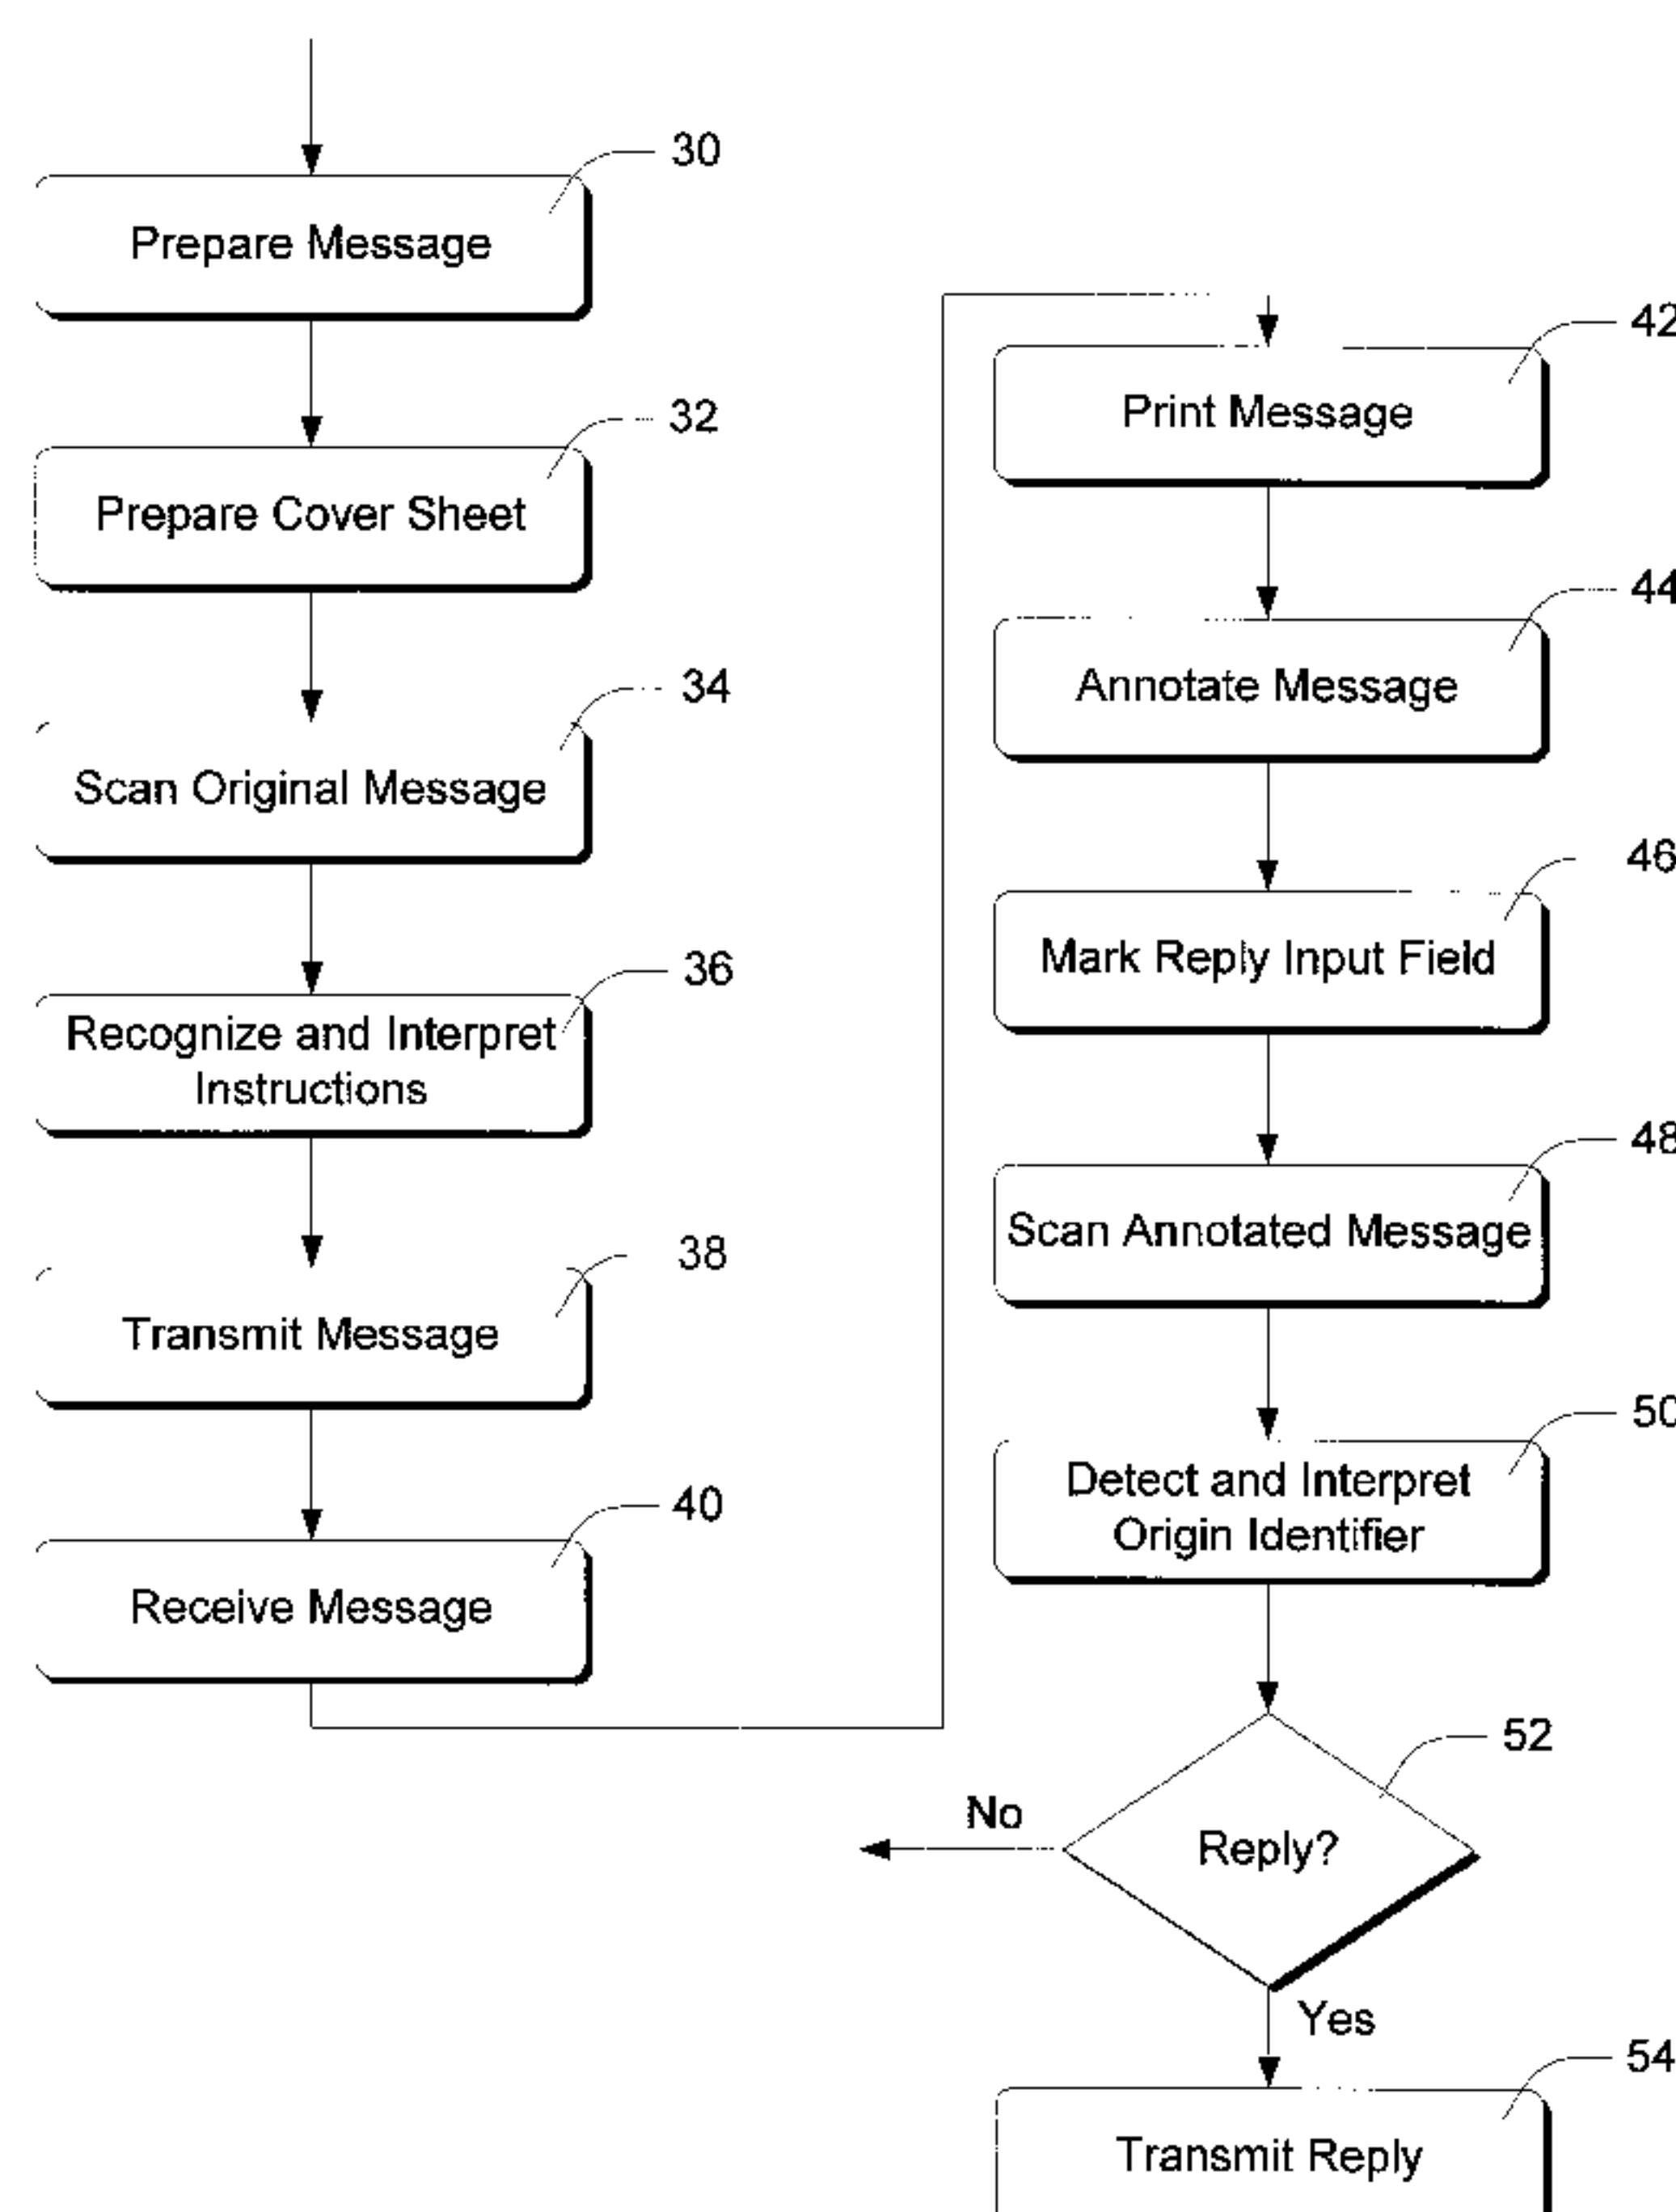 30
Prepare Message
32
Prepare Cover Sheet
34
Scan Original Message
36
Recognize and Interpret
Instructions
38
Transmit Message
40
Receive Message
42
Print Message
44
Annotate Message
46
Mark Reply Input Field
48
Scan Annotated Message
50
Detect and Interpret
Origin Identifier
52
No
Reply?
Yes
54
Transmit Reply